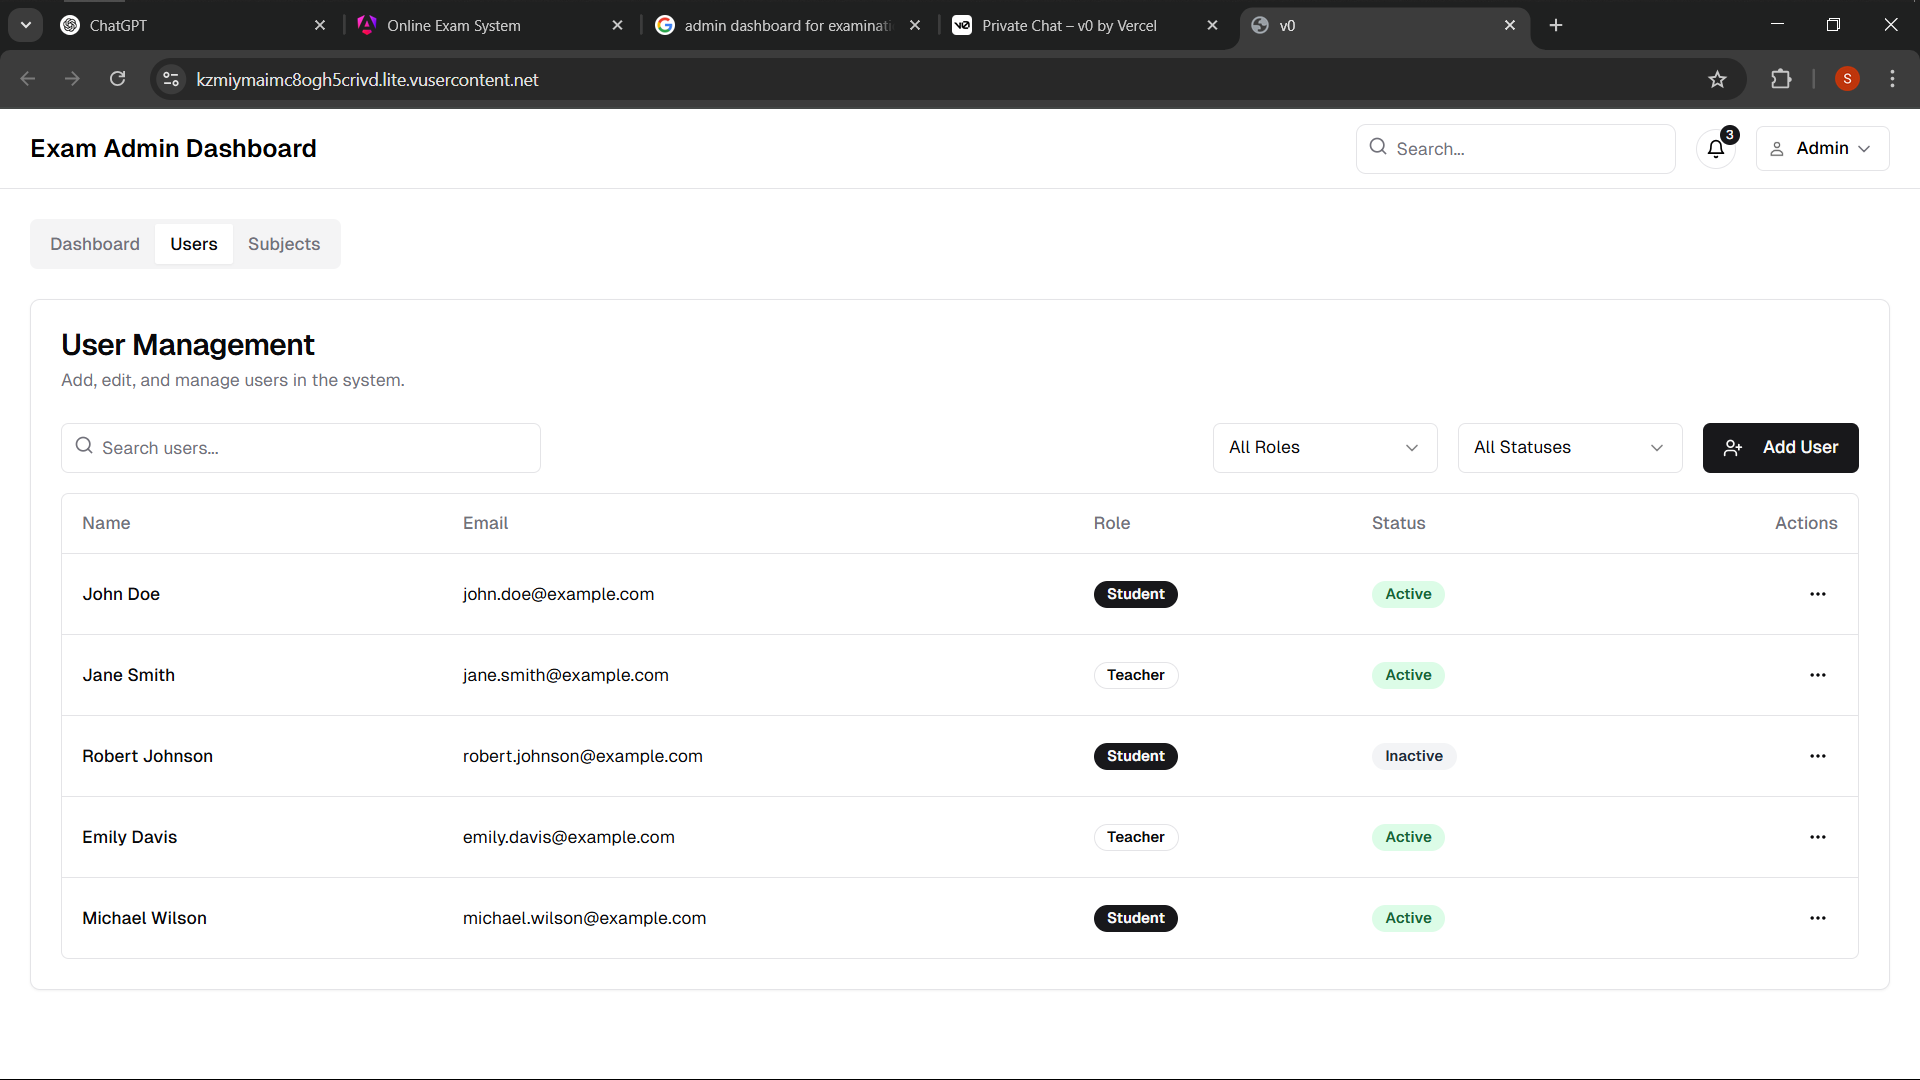 ChatGPT
Online Exam System
admin dashboard for examinati
v0 Private Chat – v0 by Vercel
v0
kzmiymaimc8ogh5crivd.lite.vusercontent.net
S
Exam Admin Dashboard
Search...
3
Admin
Dashboard Users Subjects
User Management
Add, edit, and manage users in the system.
Search users...
All Roles
All Statuses
Add User
Name Email Role Status Actions
John Doe john.doe@example.com Student Active
Jane Smith jane.smith@example.com Teacher Active
Robert Johnson robert.johnson@example.com Student Inactive
Emily Davis emily.davis@example.com Teacher Active
Michael Wilson michael.wilson@example.com Student Active